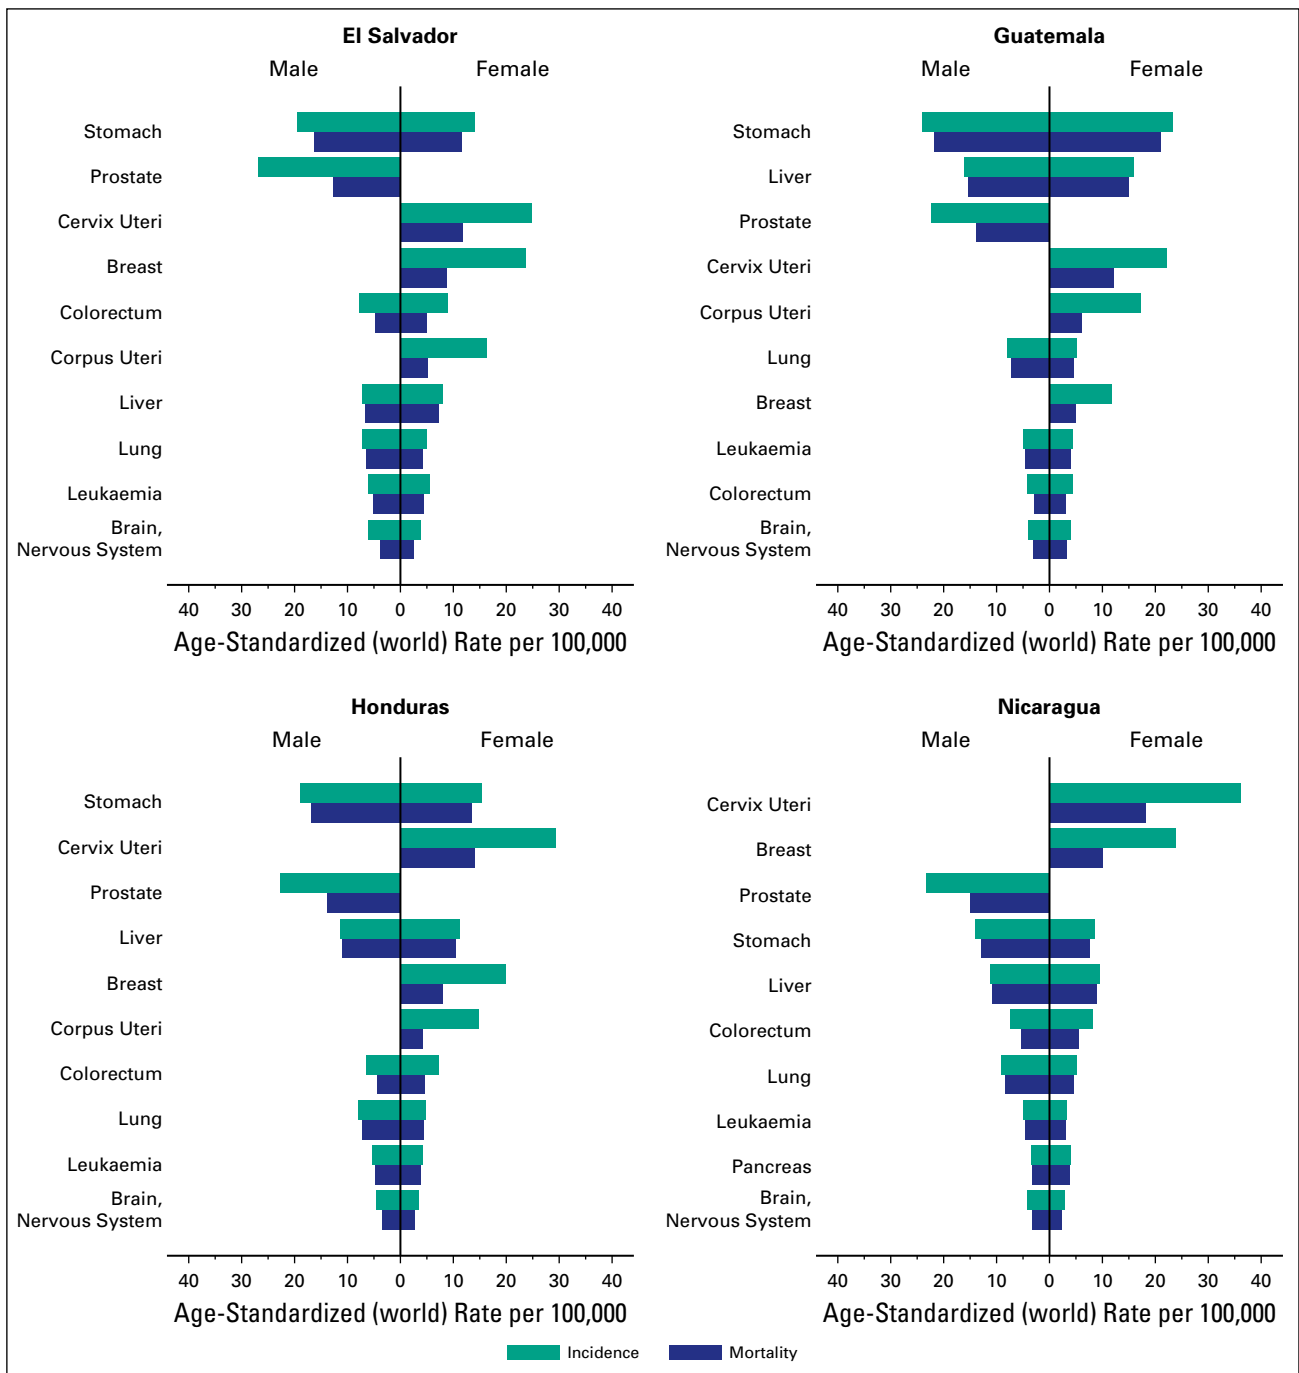 El Salvador
Male Female
Stomach
Prostate
Cervix Uteri
Breast
Colorectum
Corpus Uteri
Liver
Lung
Leukaemia
Brain,
Nervous System
40 30 20 10 0 10 20 30 40
Age-Standardized (world) Rate per 100,000
Guatemala
Male Female
Stomach
Liver
Prostate
Cervix Uteri
Corpus Uteri
Lung
Breast
Leukaemia
Colorectum
Brain,
Nervous System
40 30 20 10 0 10 20 30 40
Age-Standardized (world) Rate per 100,000
Honduras
Male Female
Stomach
Cervix Uteri
Prostate
Liver
Breast
Corpus Uteri
Colorectum
Lung
Leukaemia
Brain,
Nervous System
40 30 20 10 0 10 20 30 40
Age-Standardized (world) Rate per 100,000
Nicaragua
Male Female
Cervix Uteri
Breast
Prostate
Stomach
Liver
Colorectum
Lung
Leukaemia
Pancreas
Brain,
Nervous System
40 30 20 10 0 10 20 30 40
Age-Standardized (world) Rate per 100,000
Incidence Mortality